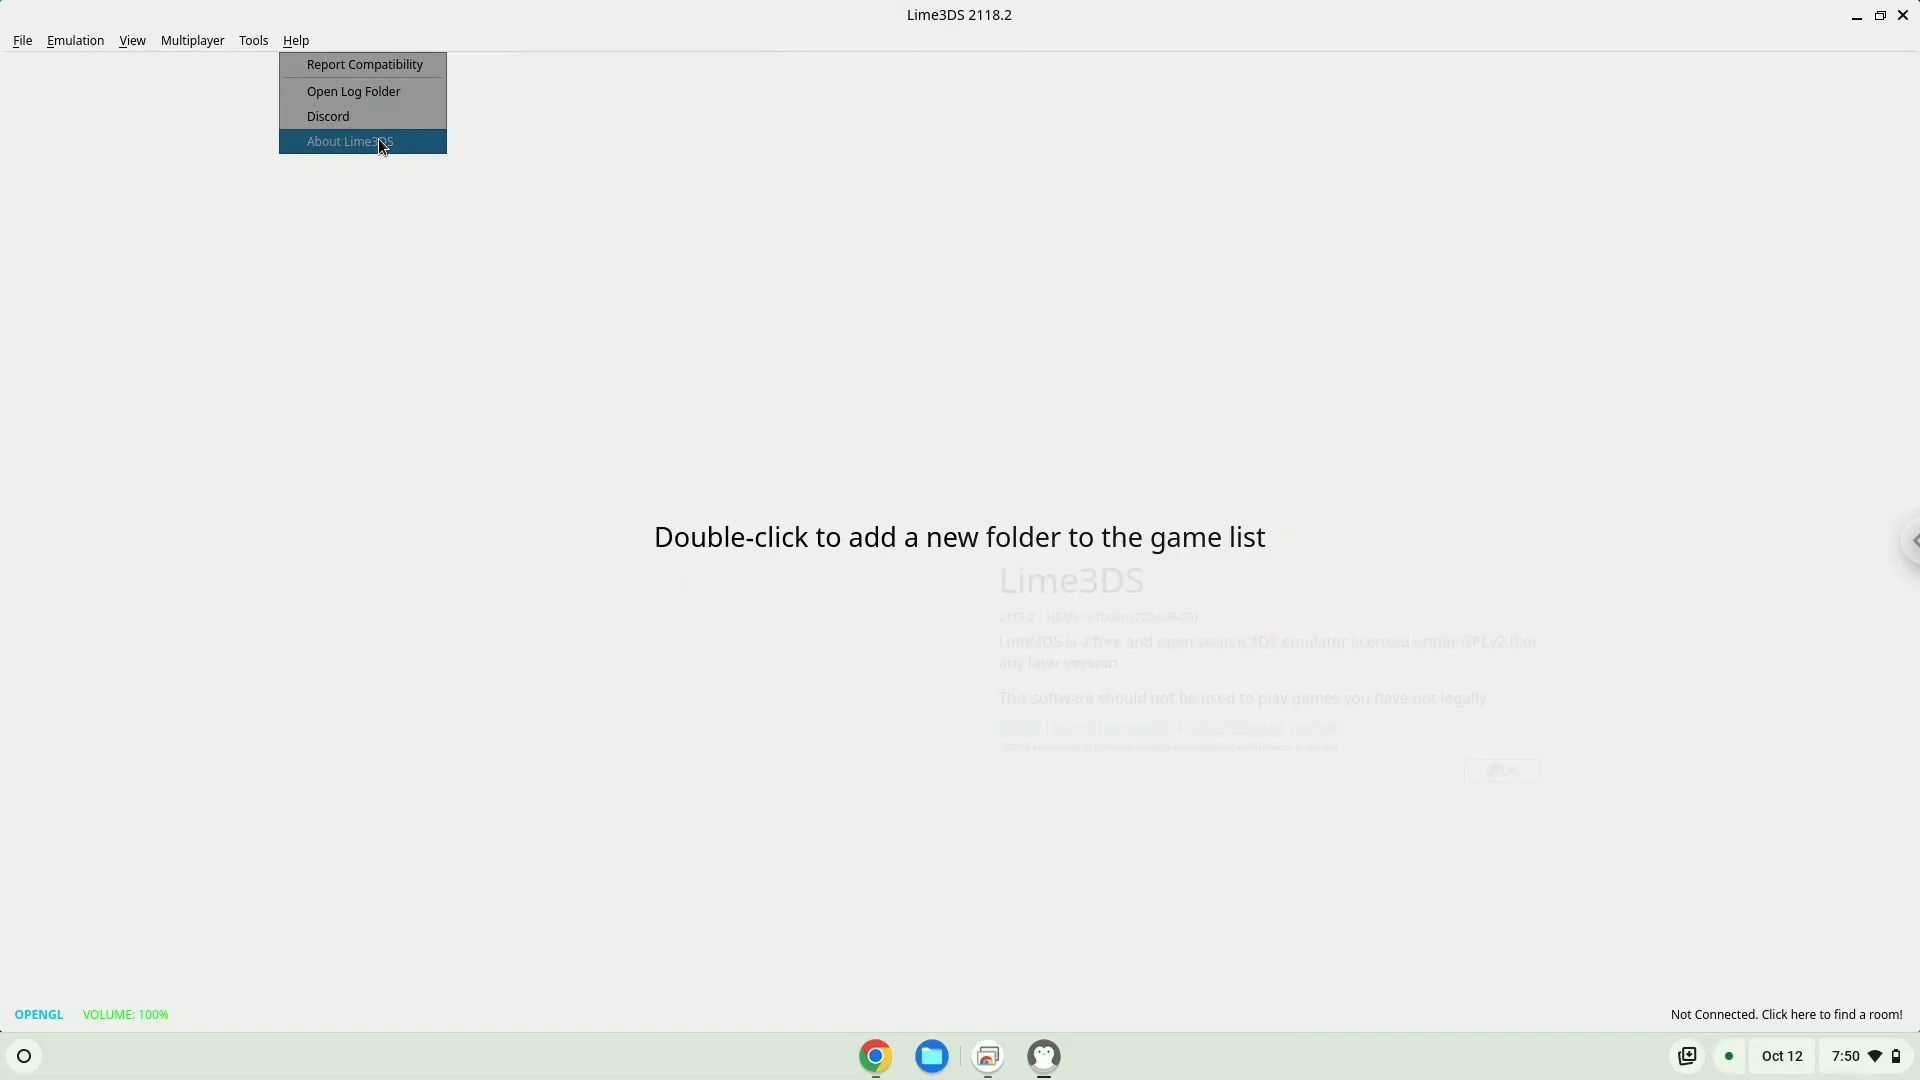 Lime3DS 2118.2
File Emulation View Multiplayer Tools Help
Report Compatibility
Open Log Folder
Discord
About Lime3DS
Double-click to add a new folder to the game list
Lime3DS
Lime3DS is a free and open source 3DS emulator licensed under GPLv2.0 or
any later version
This software should not be used to play games you have not legally
OK
OPENGL VOLUME: 100%
Not Connected. Click here to find a room!
Oct 12 7:50